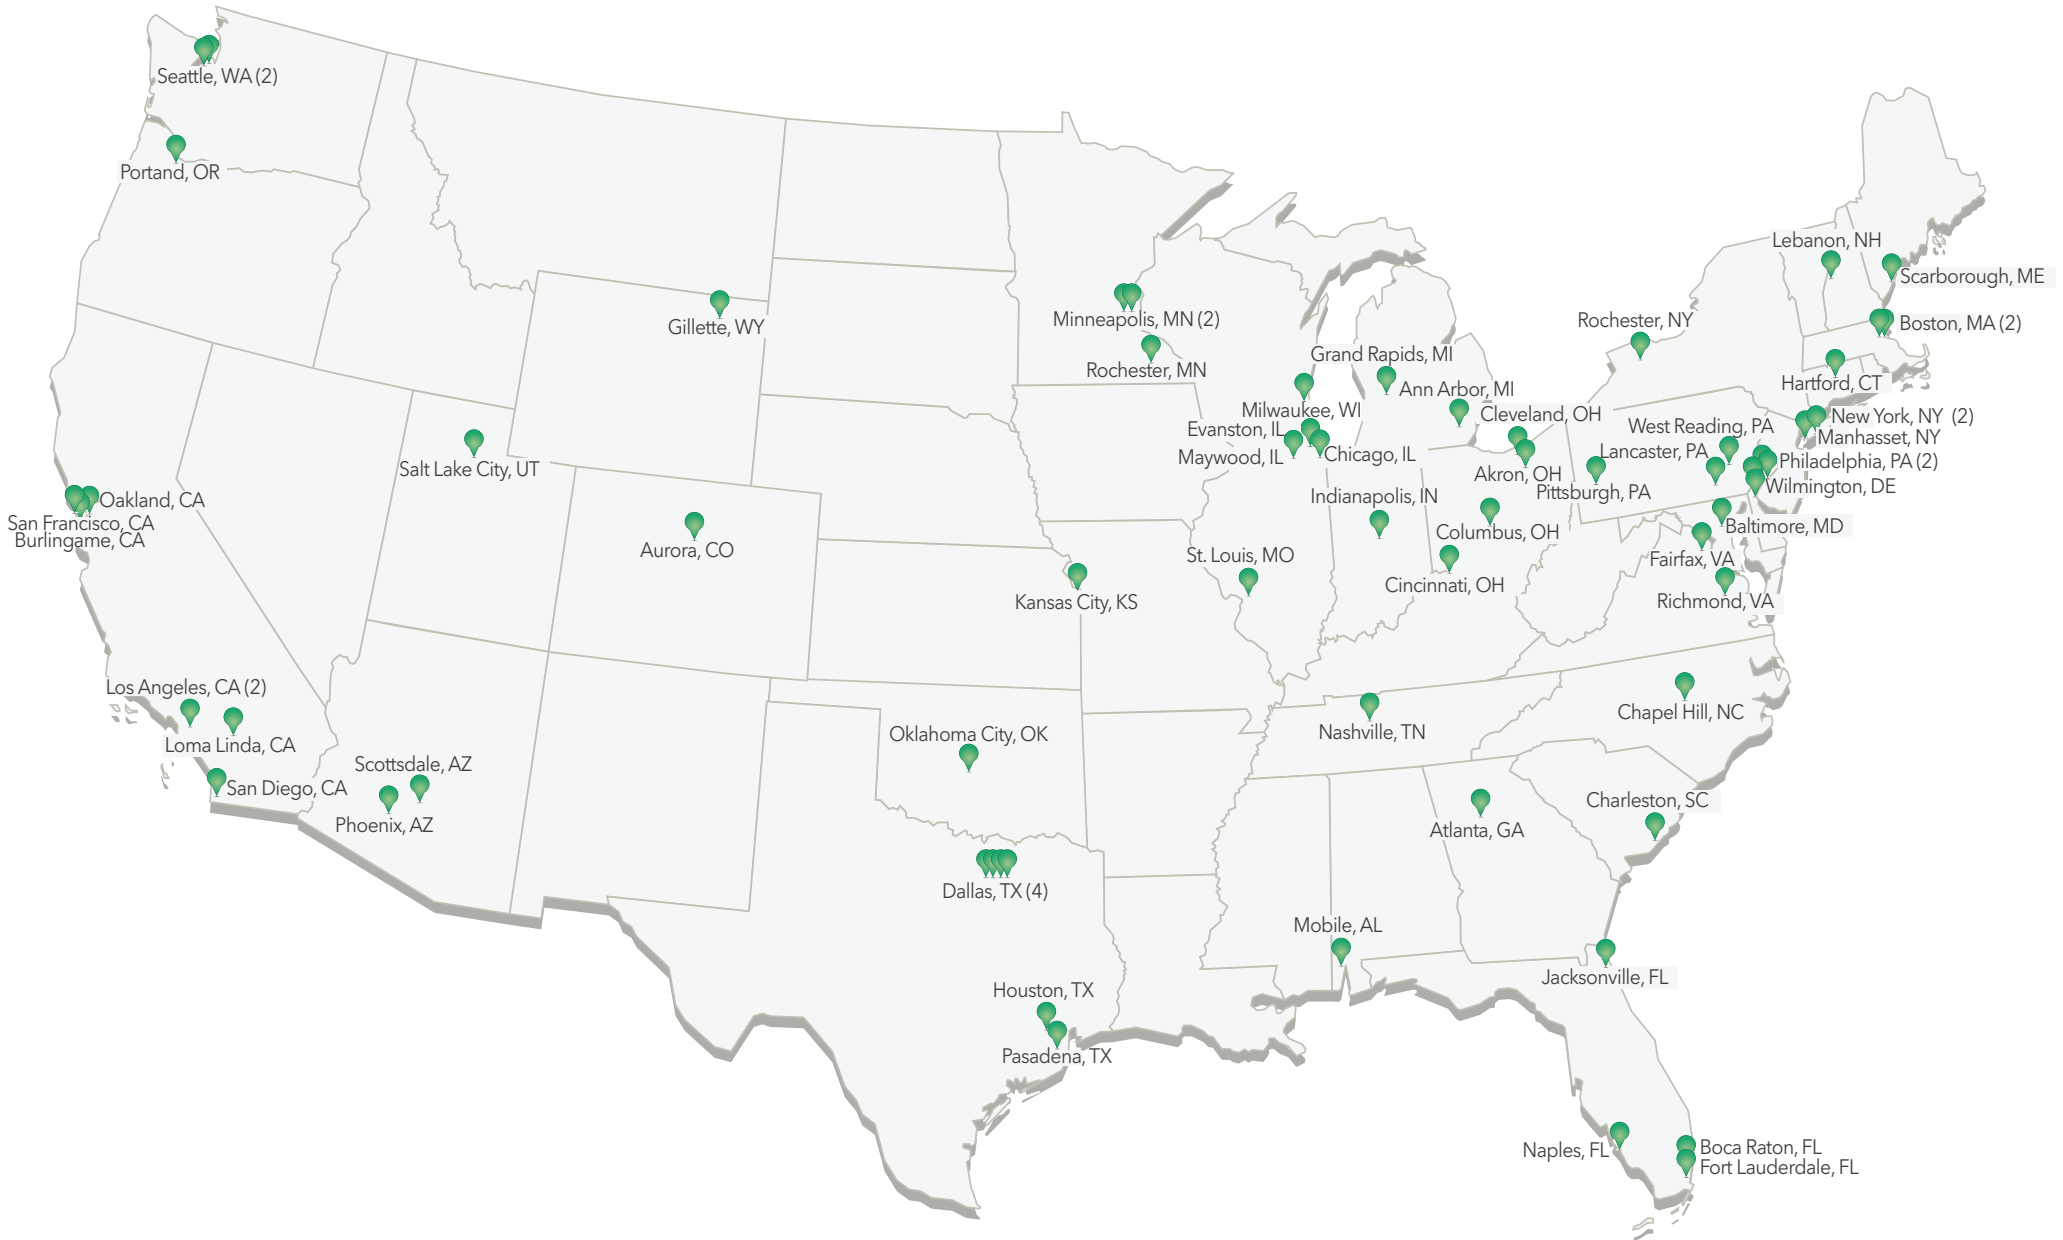 Seattle, WA (2)
Portand, OR
Lebanon, NH
Scarborough, ME
Gillette, WY
Minneapolis, MN (2)
Rochester, NY
Boston, MA (2)
Rochester, MN
Grand Rapids, MI
Ann Arbor, MI
Hartford, CT
Milwaukee, WI
Cleveland, OH
New York, NY (2)
Evanston, IL
West Reading, PA
Manhasset, NY
Maywood, IL
Chicago, IL
Lancaster, PA
Philadelphia, PA (2)
Salt Lake City, UT
Akron, OH
Pittsburgh, PA
Wilmington, DE
Oakland, CA
San Francisco, CA
Burlingame, CA
Indianapolis, IN
Columbus, OH
Baltimore, MD
Aurora, CO
St. Louis, MO
Fairfax, VA
Cincinnati, OH
Kansas City, KS
Richmond, VA
Los Angeles, CA (2)
Chapel Hill, NC
Loma Linda, CA
Oklahoma City, OK
Nashville, TN
Scottsdale, AZ
San Diego, CA
Charleston, SC
Phoenix, AZ
Atlanta, GA
Dallas, TX (4)
Mobile, AL
Jacksonville, FL
Houston, TX
Pasadena, TX
Naples, FL
Boca Raton, FL
Fort Lauderdale, FL